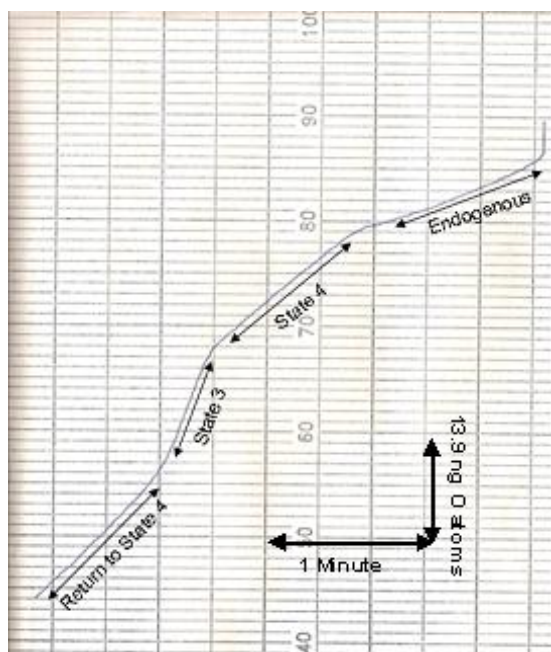 100
90
80
70
60
50
40
Endogenous
State 4
State 3
Return to State 4
13.9 ng O atoms
1 Minute